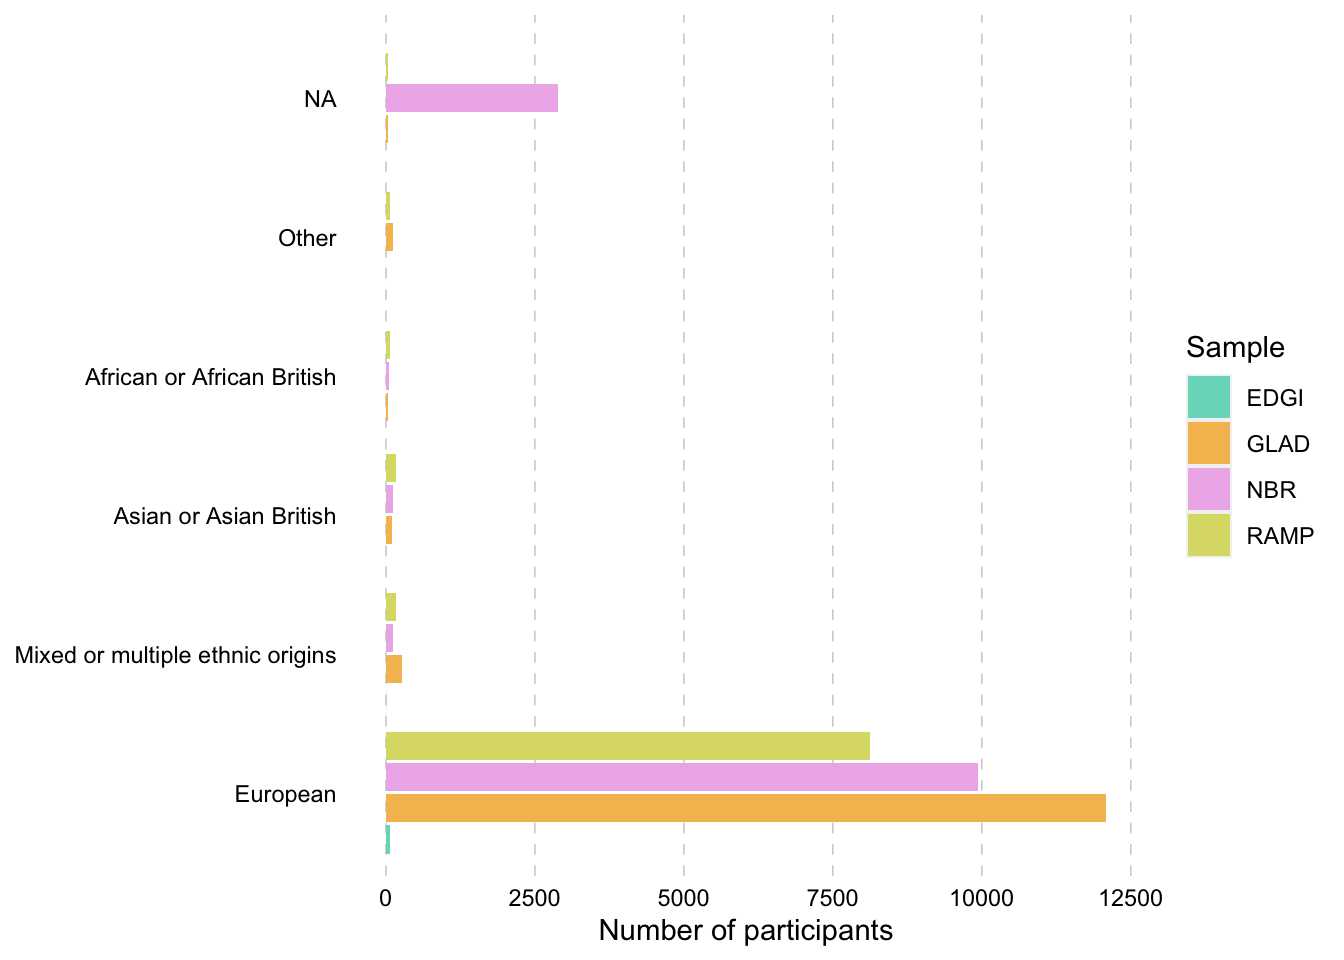 NA
Other
African or African British
Asian or Asian British
Mixed or multiple ethnic origins
European
0 2500 5000 7500 10000 12500
Number of participants
Sample
EDGI
GLAD
NBR
RAMP